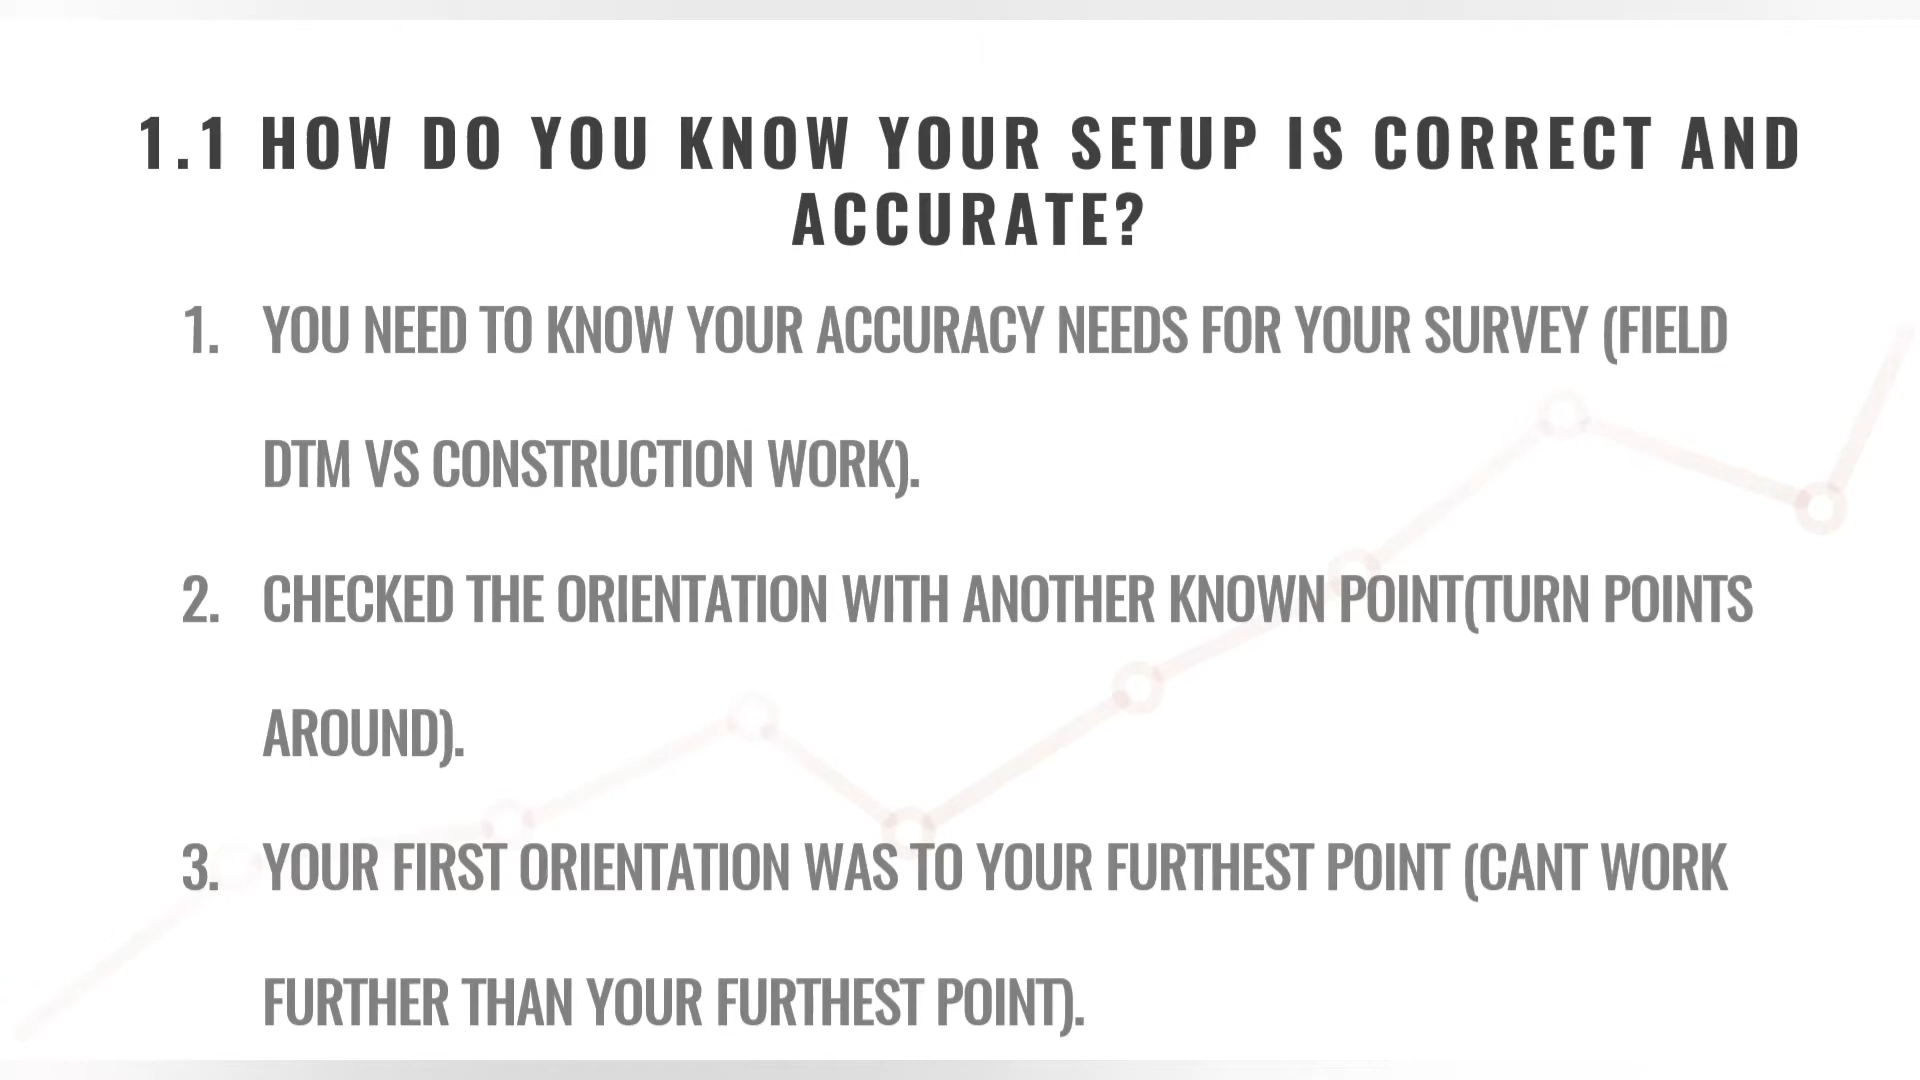 1.1 HOW DO YOU KNOW YOUR SETUP IS CORRECT AND
ACCURATE?
1. YOU NEED TO KNOW YOUR ACCURACY NEEDS FOR YOUR SURVEY (FIELD
DTM VS CONSTRUCTION WORK).
2. CHECKED THE ORIENTATION WITH ANOTHER KNOWN POINT(TURN POINTS
AROUND).
3. YOUR FIRST ORIENTATION WAS TO YOUR FURTHEST POINT (CANT WORK
FURTHER THAN YOUR FURTHEST POINT).